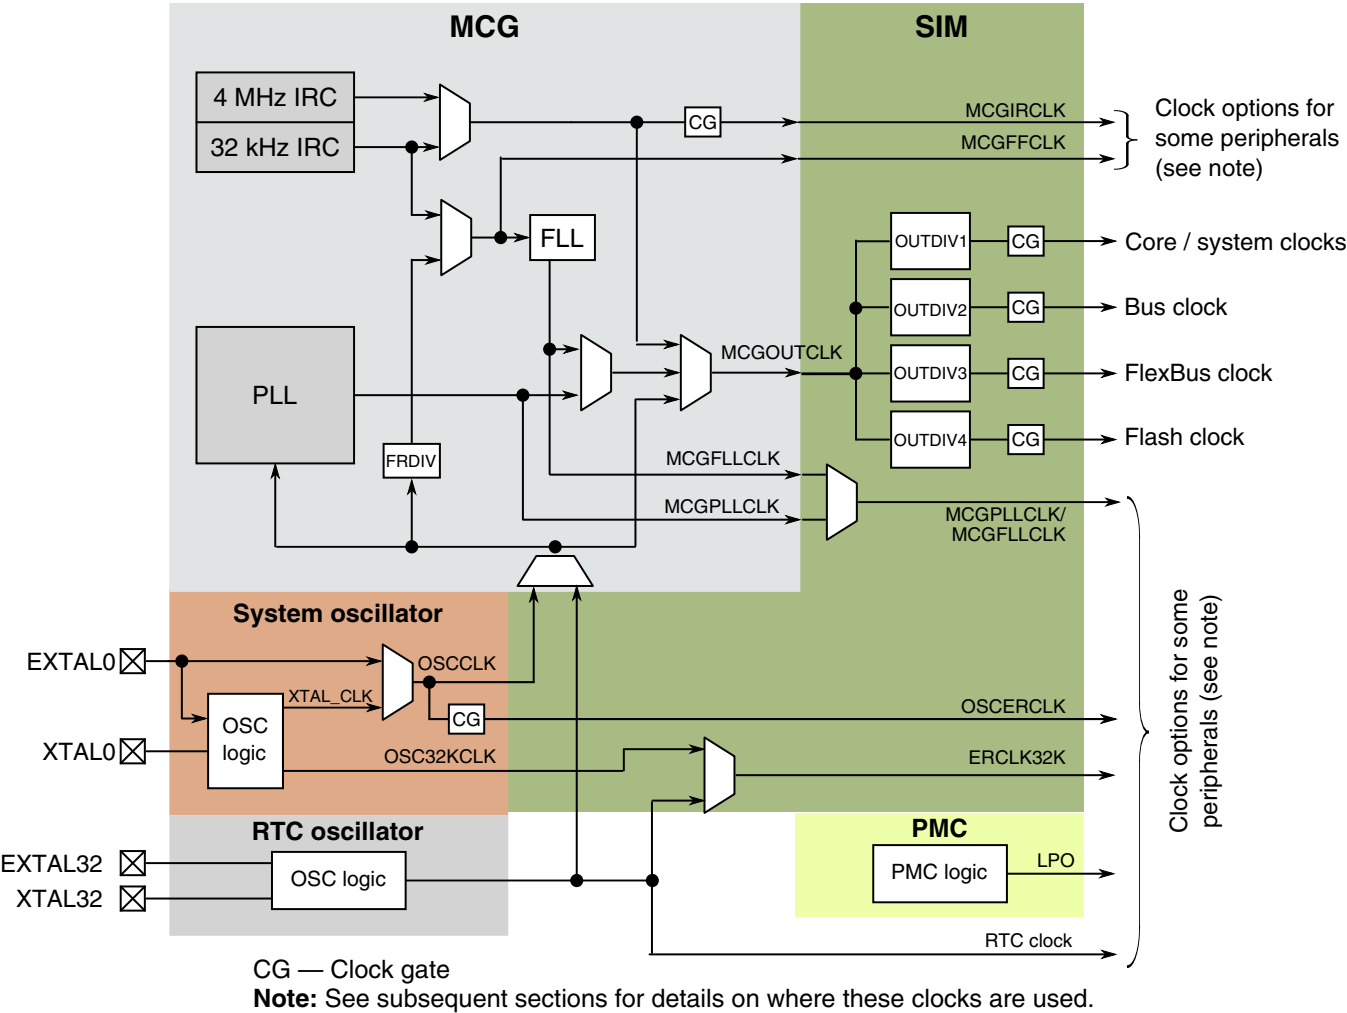 MCG
SIM
4 MHz IRC
32 kHz IRC
CG
MCGIRCLK
MCGFFCLK
Clock options for
some peripherals
(see note)
FLL
OUTDIV1
CG
Core / system clocks
OUTDIV2
CG
Bus clock
MCGOUTCLK
OUTDIV3
CG
FlexBus clock
PLL
OUTDIV4
CG
Flash clock
FRDIV
MCGFLLCLK
MCGPLLCLK
MCGPLLCLK/
MCGFLLCLK
Clock options for some
peripherals (see note)
System oscillator
EXTAL0
OSCCLK
XTAL_CLK
OSC
logic
CG
OSCERCLK
XTAL0
OSC32KCLK
ERCLK32K
RTC oscillator
PMC
EXTAL32
OSC logic
PMC logic
LPO
XTAL32
RTC clock
CG — Clock gate
Note: See subsequent sections for details on where these clocks are used.